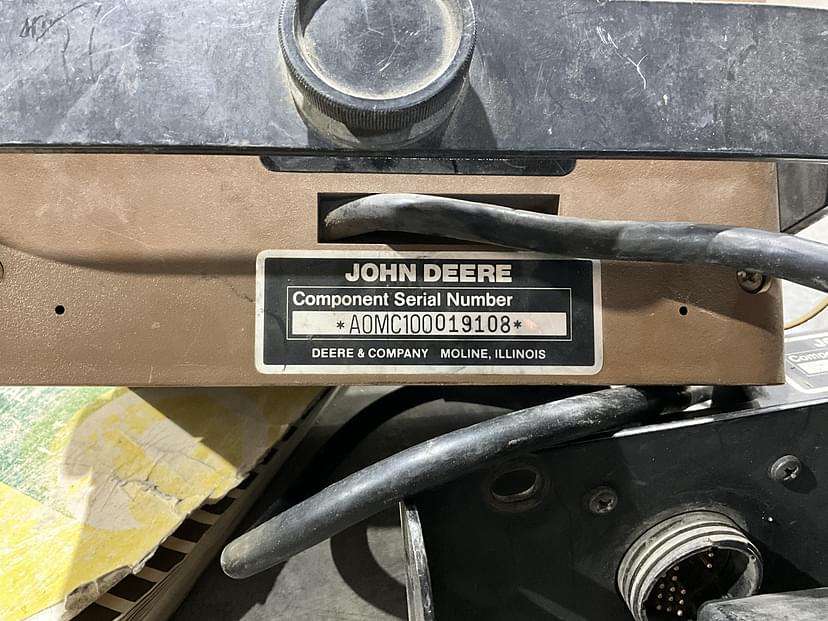 JOHN DEERE
Component Serial Number
*A0MC100019108*
DEERE & COMPANY MOLINE, ILLINOIS